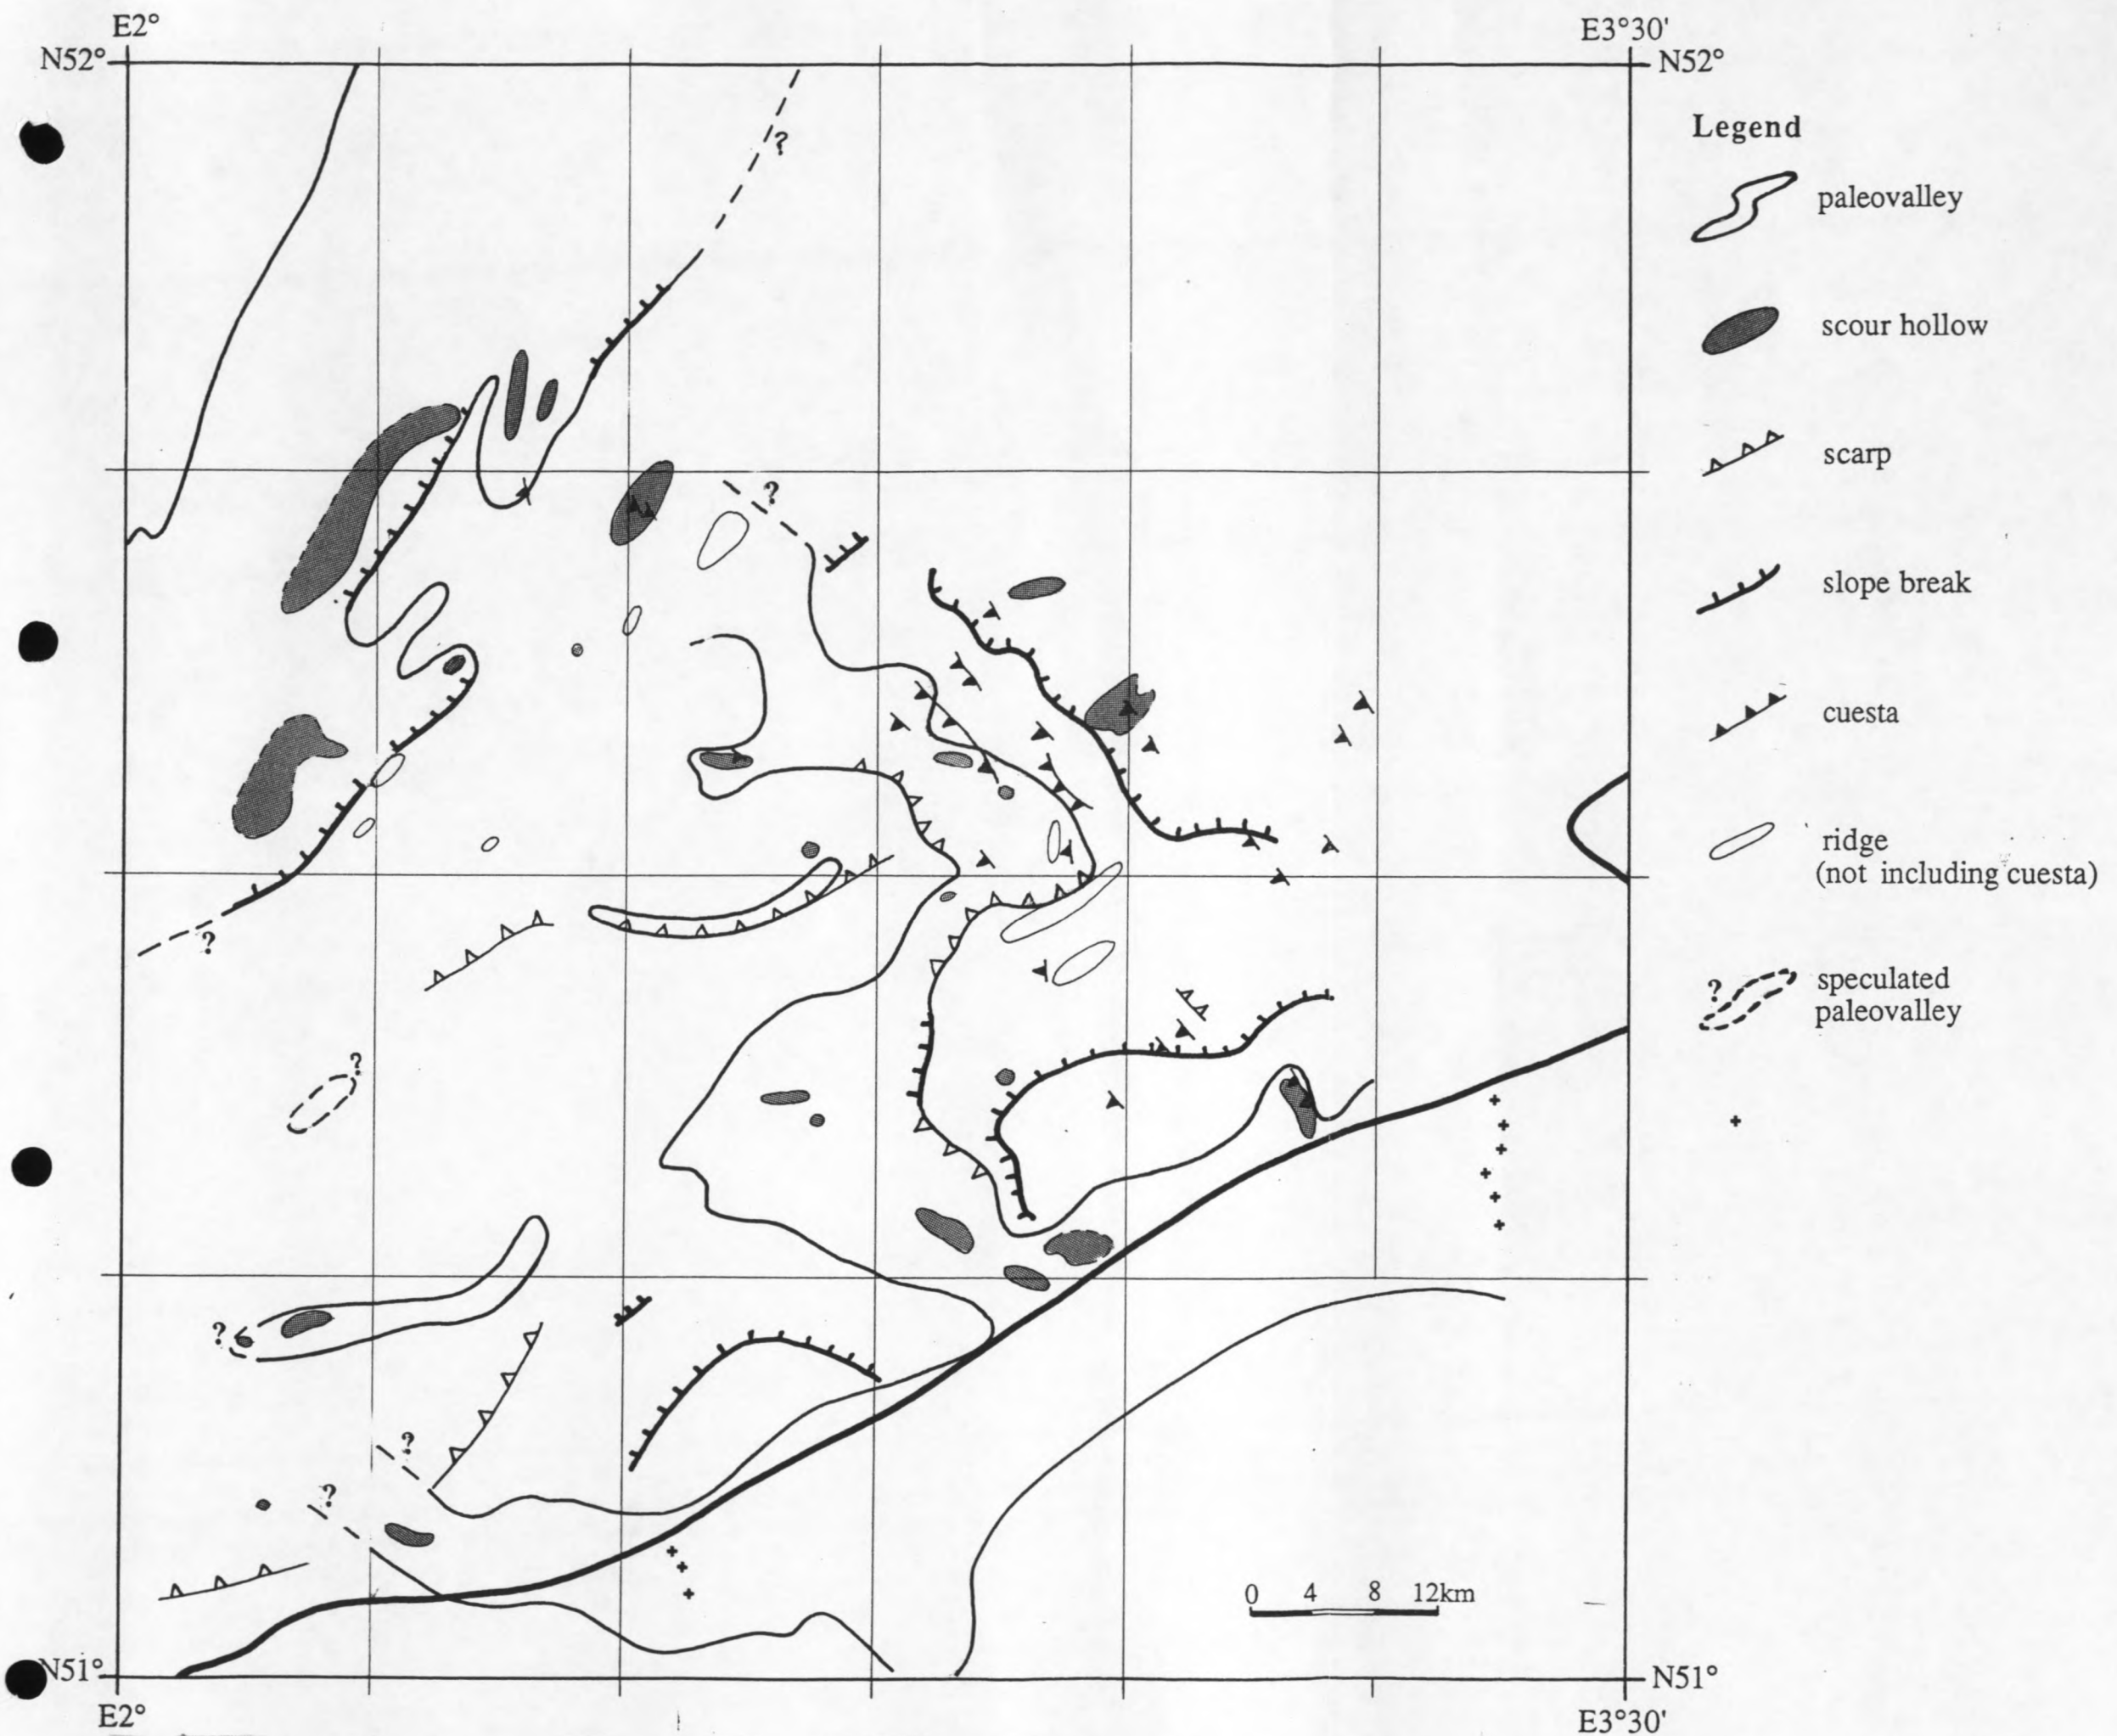 E2°
E3°30'
N52°
N52°
Legend
?
paleovalley
scour hollow
scarp
?
slope break
cuesta
ridge
(not including cuesta)
?
?
speculated
paleovalley
?
?
?
?
0 4 8 12km
N51°
N51°
E2°
E3°30'